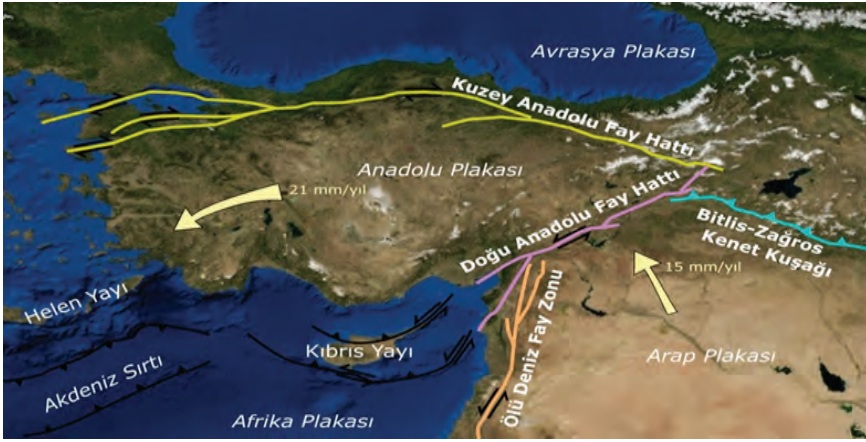 Avrasya Plakası
Kuzey Anadolu Fay Hattı
Anadolu Plakası
21 mm/yıl
Doğu Anadolu Fay Hattı
Bitlis-Zağros
Kenet Kuşağı
15 mm/yıl
Helen Yayı
Ölü Deniz Fay Zonu
Kıbrıs Yayı
Arap Plakası
Akdeniz Sırtı
Afrika Plakası